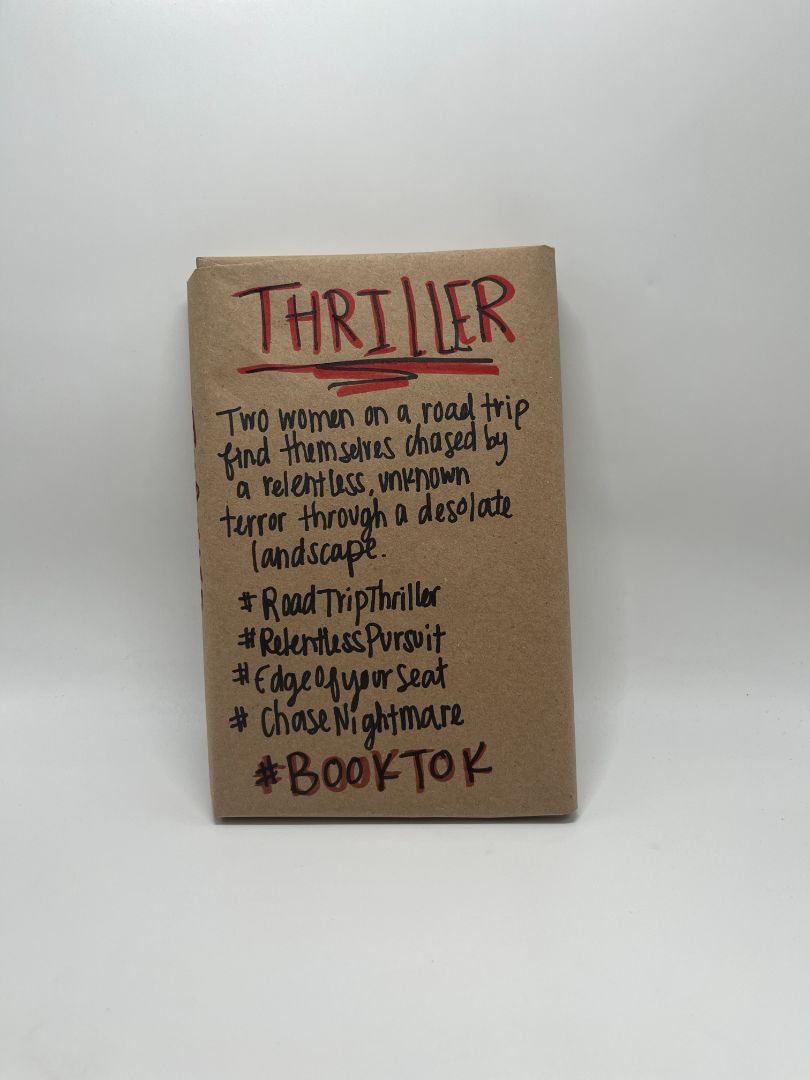 THRILLER
Two women on a road trip
find themselves chased by
a relentless, unknown
terror through a desolate
landscape.
#RoadTripThriller
#RelentlessPursuit
#EdgeOfyourSeat
#ChaseNightmare
#BOOKTOK